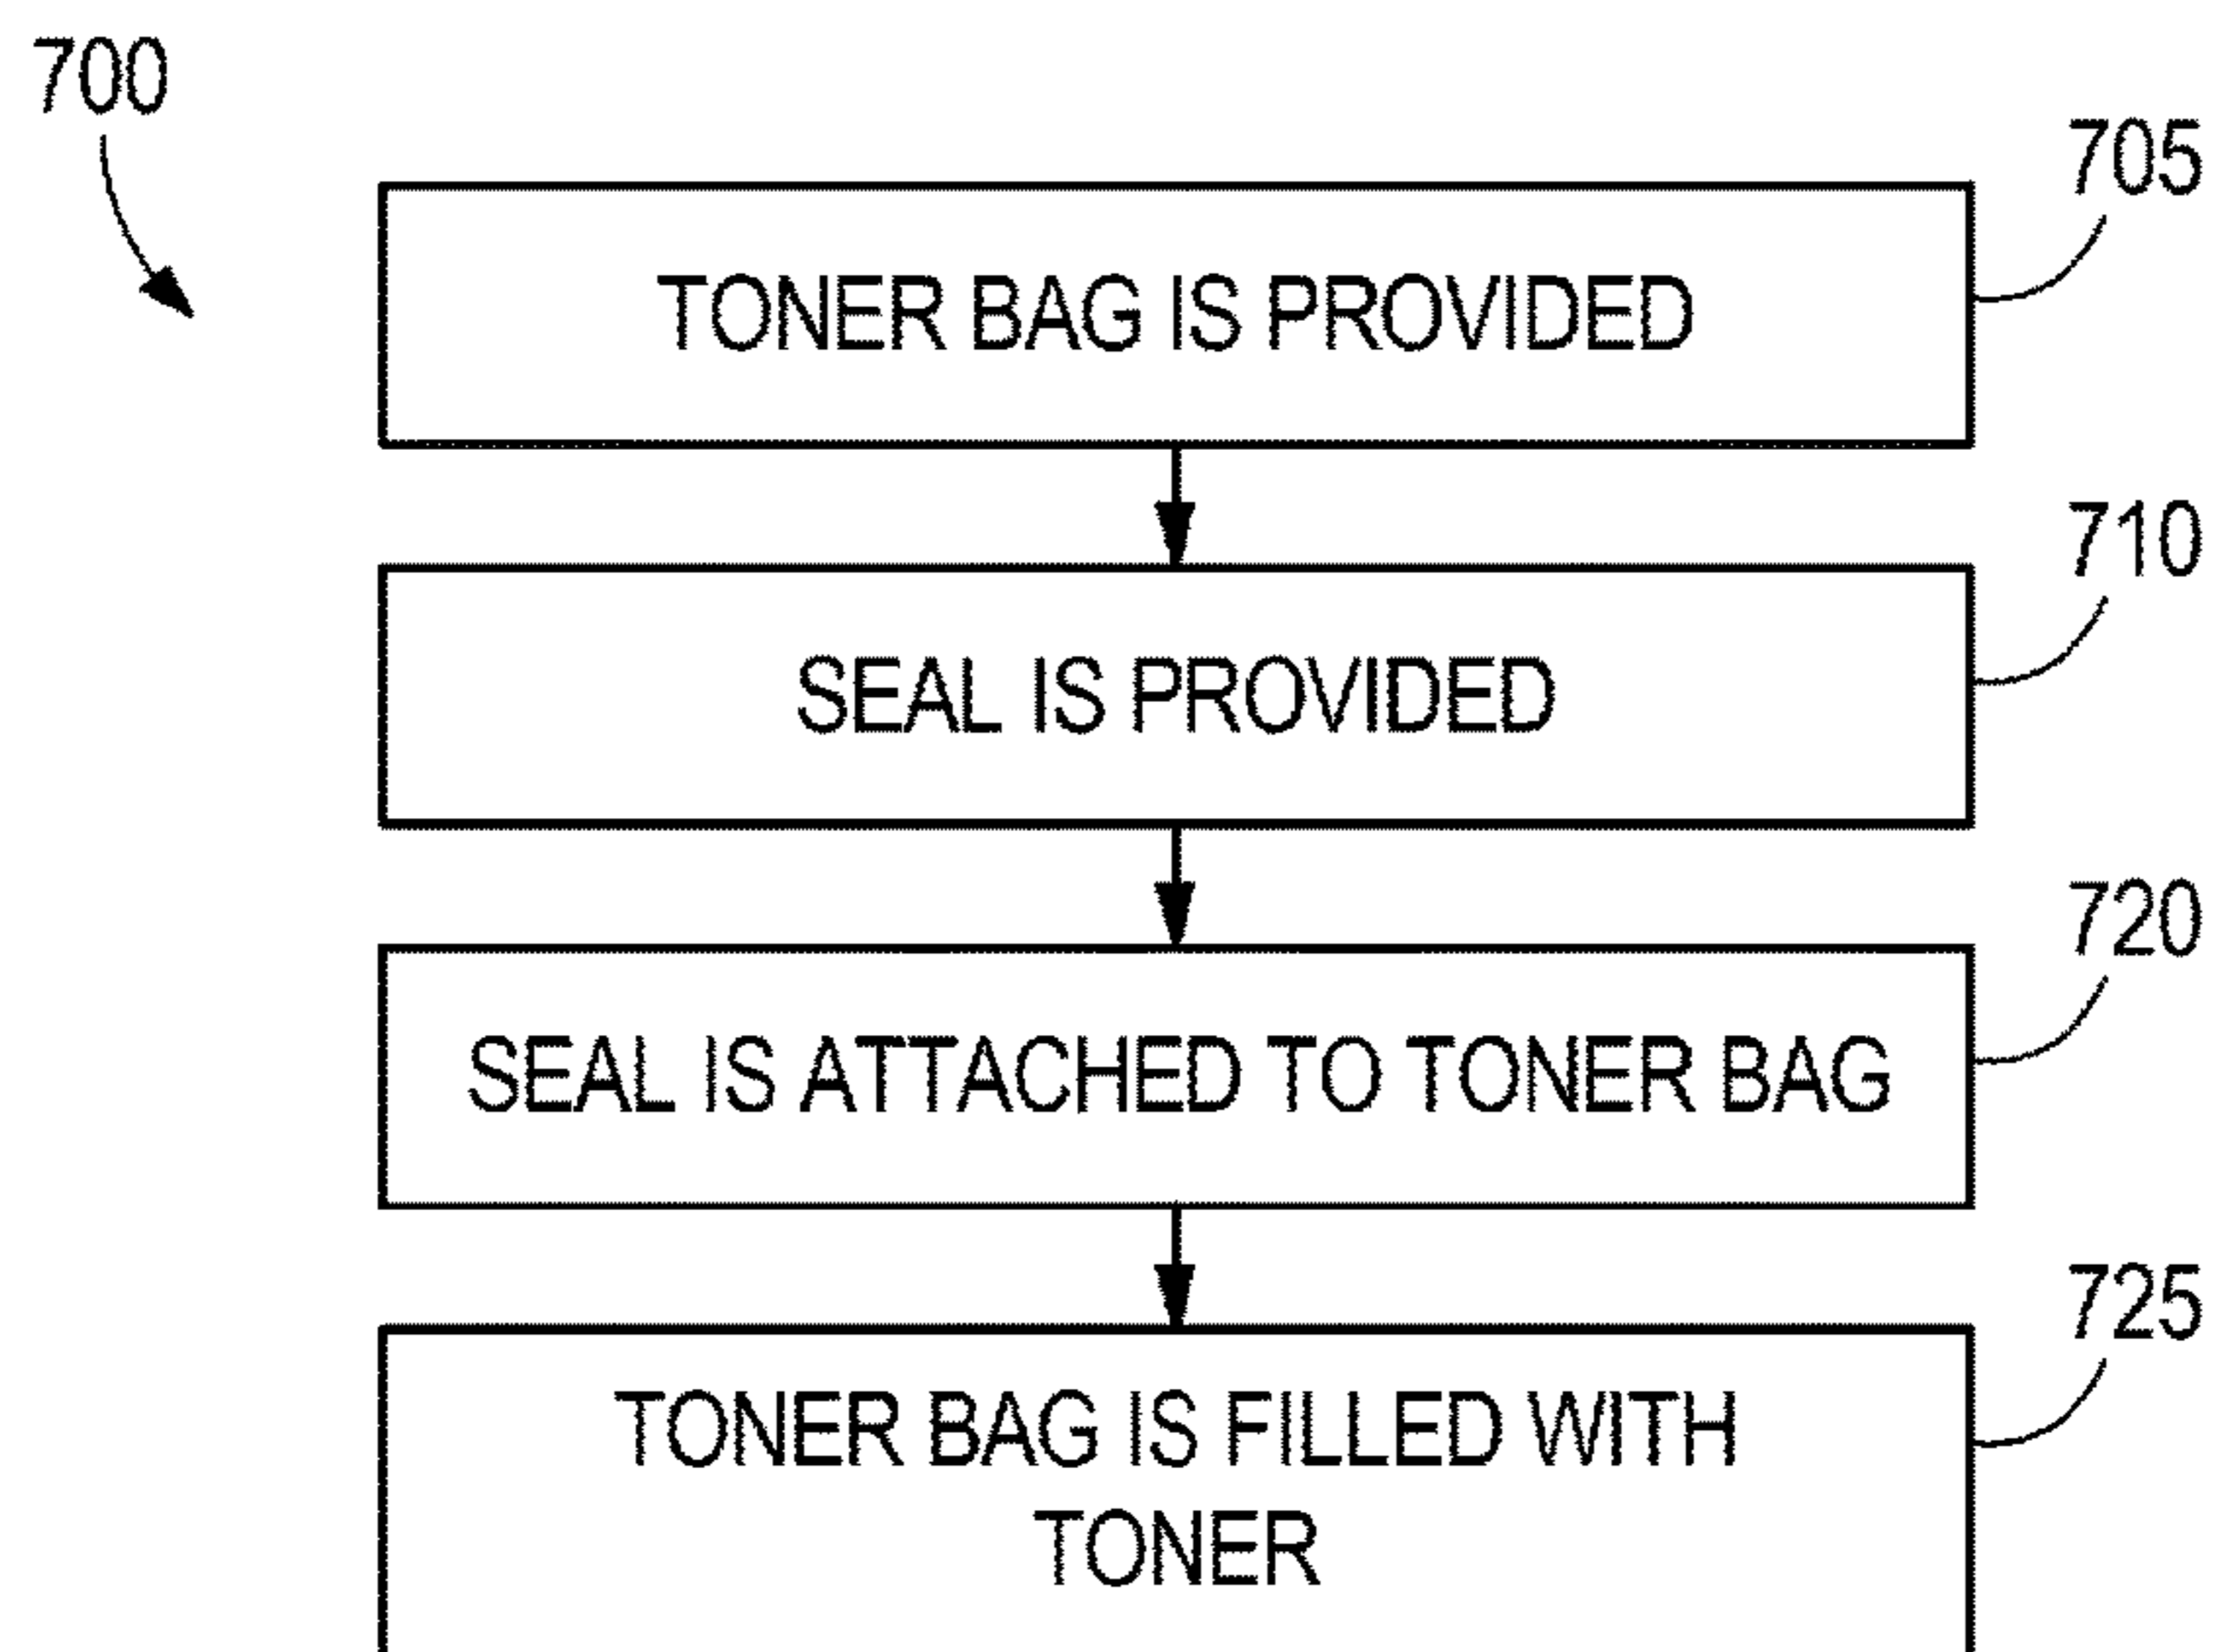 700
705
TONER BAG IS PROVIDED
710
SEAL IS PROVIDED
720
SEAL IS ATTACHED TO TONER BAG
725
TONER BAG IS FILLED WITH
TONER